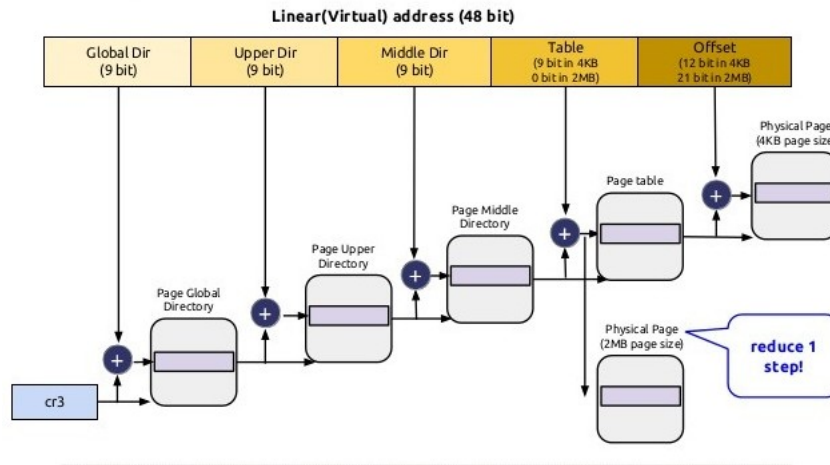 Linear(Virtual) address (48 bit)
Global Dir
(9 bit)
Upper Dir
(9 bit)
Middle Dir
(9 bit)
Table
(9 bit in 4KB
0 bit in 2MB)
Offset
(12 bit in 4KB
21 bit in 2MB)
Physical Page
(4KB page size
+
Page table
+
Page Middle
Directory
+
Page Upper
Directory
+
Page Global
Directory
+
Physical Page
(2MB page size)
reduce 1
step!
cr3